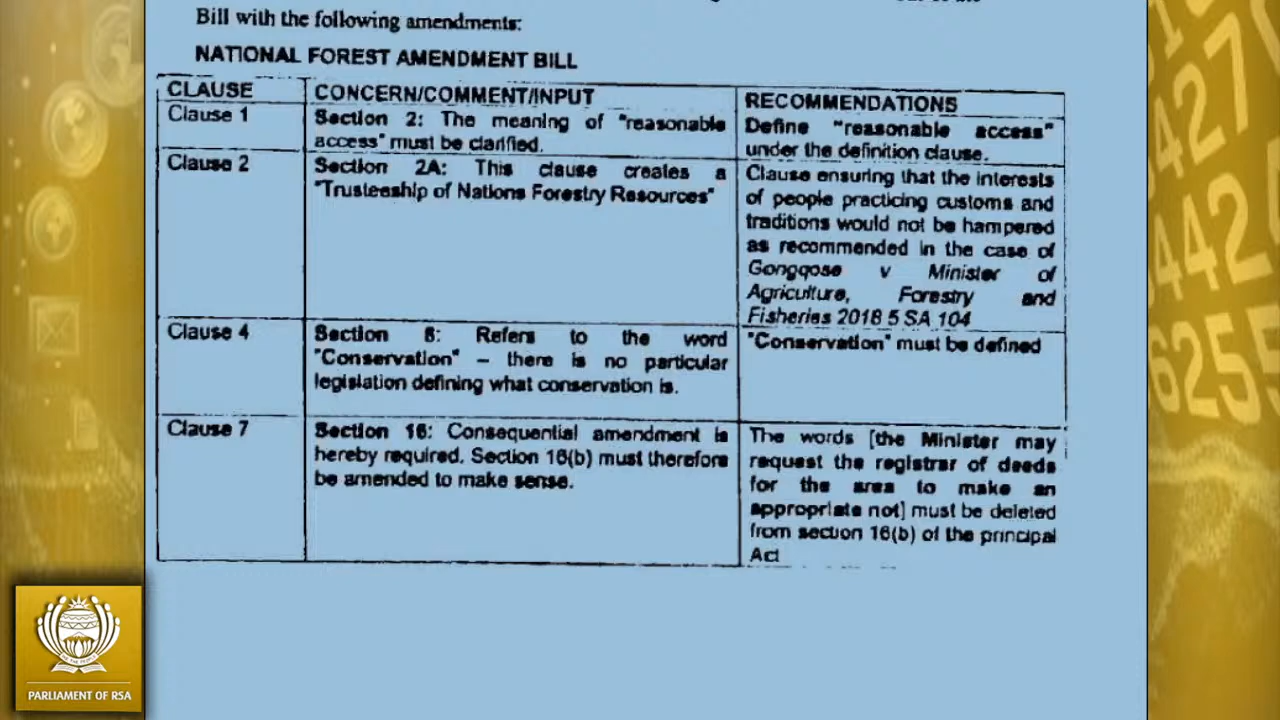 Bill with the following amendments:
NATIONAL FOREST AMENDMENT BILL
CLAUSE
CONCERN/COMMENT/INPUT
RECOMMENDATIONS
Clause 1
Section 2: The meaning of "reasonable
access" must be clarified.
Define "reasonable access"
under the definition clause.
Clause 2
Section 2A: This clause creates a
"Trusteeship of Nations Forestry Resources"
Clause ensuring that the interests
of people practicing customs and
traditions would not be hampered
as recommended in the case of
Gongqose v Minister of
Agriculture, Forestry and
Fisheries 2018 5 SA 104
Clause 4
Section 8: Refers to the word
"Conservation" – there is no particular
legislation defining what conservation is.
"Conservation" must be defined
Clause 7
Section 16: Consequential amendment is
hereby required. Section 16(b) must therefore
be amended to make sense.
The words [the Minister may
request the registrar of deeds
for the area to make an
appropriate not] must be deleted
from section 16(b) of the principal
Act
PARLIAMENT OF RSA
427
442
6255